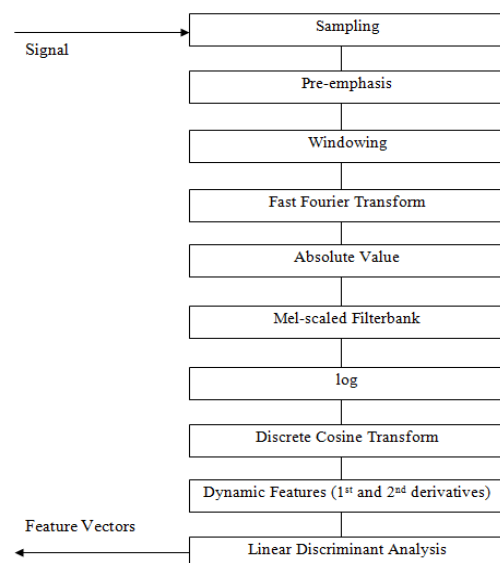 Sampling
Signal
Pre-emphasis
Windowing
Fast Fourier Transform
Absolute Value
Mel-scaled Filterbank
log
Discrete Cosine Transform
Dynamic Features (1st and 2nd derivatives)
Feature Vectors
Linear Discriminant Analysis